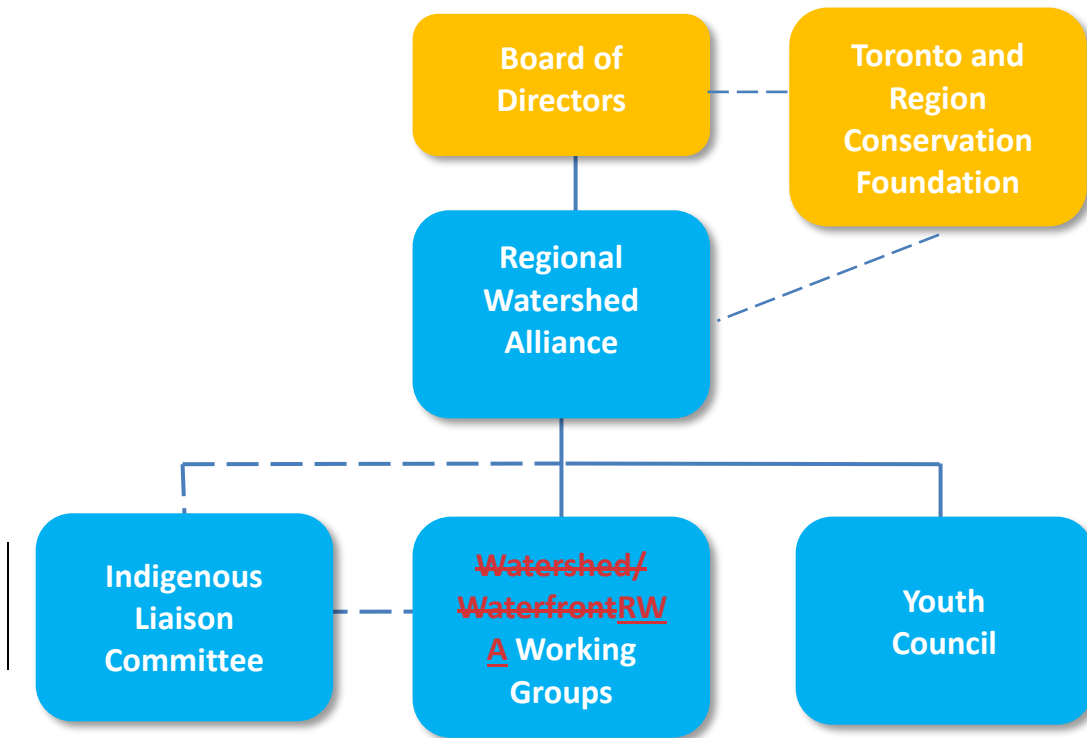 Board of
Directors
Toronto and
Region
Conservation
Foundation
Regional
Watershed
Alliance
Indigenous
Liaison
Committee
Watershed/
WaterfrontRW
A Working
Groups
Youth
Council